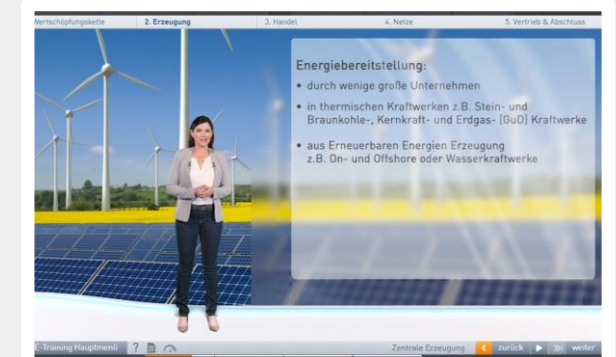 Wertschöpfungskette 2. Erzeugung 3. Handel 4. Netze 5. Vertrieb & Abschluss
Energiebereitstellung:
• durch wenige große Unternehmen
• in thermischen Kraftwerken z.B. Stein- und
Braunkohle-, Kernkraft- und Erdgas- (GuD) Kraftwerke
• aus Erneuerbaren Energien Erzeugung
z.B. On- und Offshore oder Wasserkraftwerke
E-Training Hauptmenü ? Zentrale Erzeugung zurück weiter